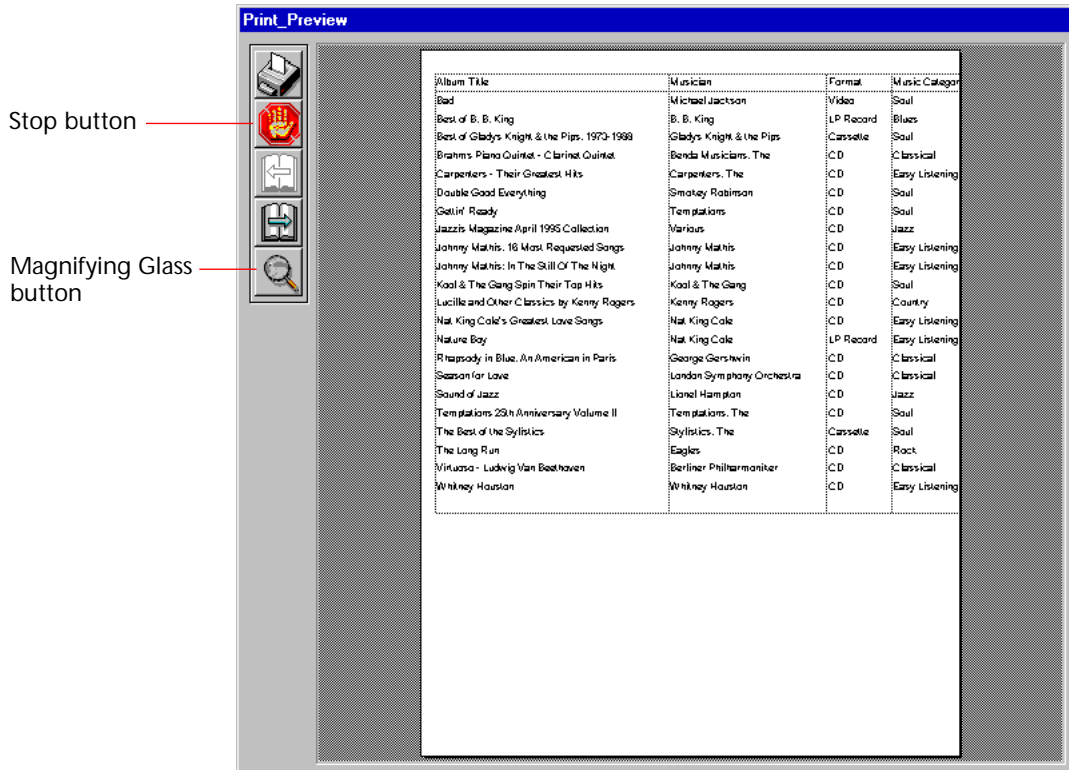 Print_Preview
Stop button
Magnifying Glass
button
Album Title Musician Format Music Categor
Bad Michael Jackson Video Soul
Best of B. B. King B. B. King LP Record Blues
Best of Gladys Knight & the Pips, 1973-1988 Gladys Knight & the Pips Cassette Soul
Brahms Piano Quintet - Clarinet Quintet Benda Musicians, The CD Classical
Carpenters - Their Greatest Hits Carpenters, The CD Easy Listening
Double Good Everything Smokey Robinson CD Soul
Gettin' Ready Temptations CD Soul
Jazzis Magazine April 1995 Collection Various CD Jazz
Johnny Mathis, 16 Most Requested Songs Johnny Mathis CD Easy Listening
Johnny Mathis: In The Still Of The Night Johnny Mathis CD Easy Listening
Kool & The Gang Spin Their Top Hits Kool & The Gang CD Soul
Lucille and Other Classics by Kenny Rogers Kenny Rogers CD Country
Nat King Cole's Greatest Love Songs Nat King Cole CD Easy Listening
Nature Boy Nat King Cole LP Record Easy Listening
Rhapsody in Blue, An American in Paris George Gershwin CD Classical
Season for Love London Symphony Orchestra CD Classical
Sound of Jazz Lionel Hampton CD Jazz
Temptations 25th Anniversary Volume II Temptations, The CD Soul
The Best of the Sylistics Stylistics, The Cassette Soul
The Long Run Eagles CD Rock
Virtuoso - Ludwig Van Beethoven Berliner Philharmoniker CD Classical
Whitney Houston Whitney Houston CD Easy Listening